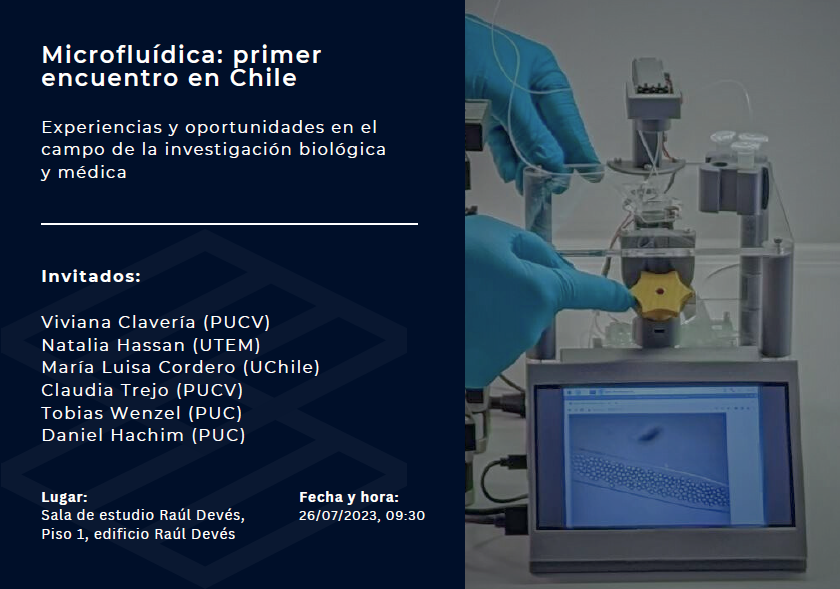 Microfluídica: primer
encuentro en Chile
Experiencias y oportunidades en el
campo de la investigación biológica
y médica
Invitados:
Viviana Clavería (PUCV)
Natalia Hassan (UTEM)
María Luisa Cordero (UChile)
Claudia Trejo (PUCV)
Tobias Wenzel (PUC)
Daniel Hachim (PUC)
Lugar:
Sala de estudio Raúl Devés,
Piso 1, edificio Raúl Devés
Fecha y hora:
26/07/2023, 09:30